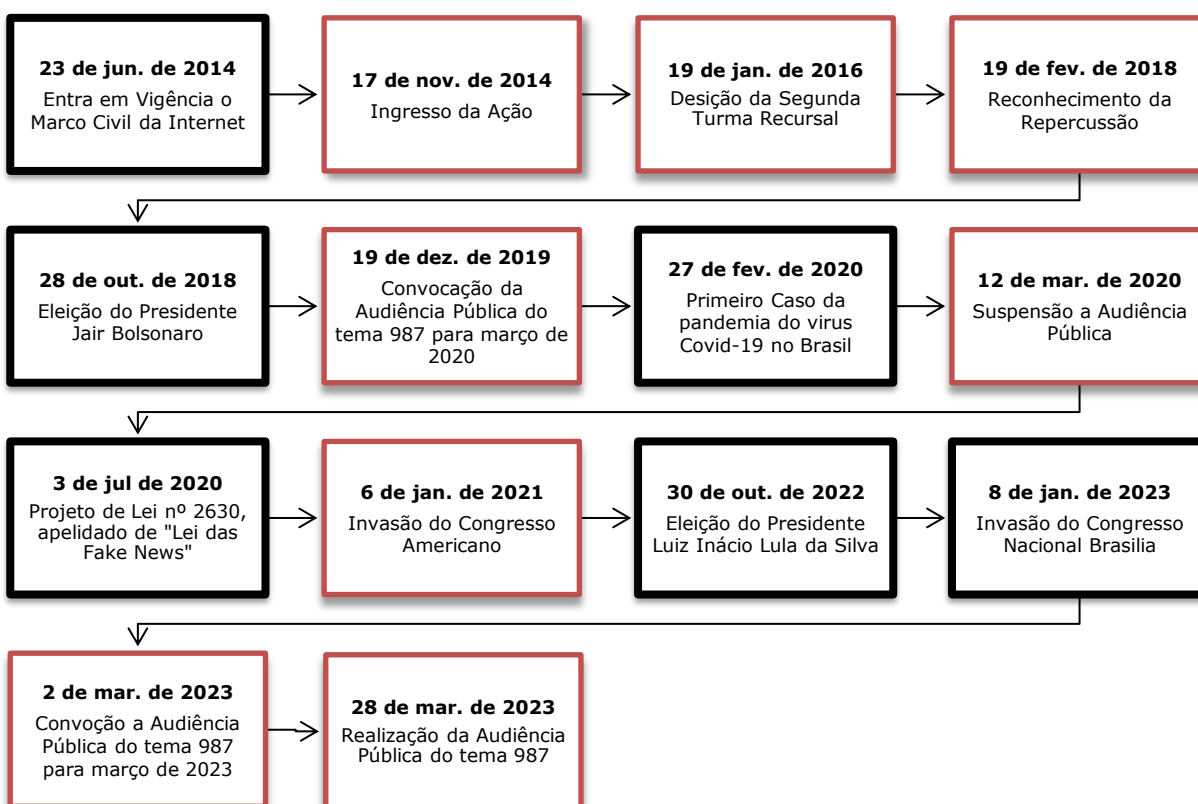 23 de jun. de 2014
Entra em Vigência o
Marco Civil da Internet
17 de nov. de 2014
Ingresso da Ação
19 de jan. de 2016
Desição da Segunda
Turma Recursal
19 de fev. de 2018
Reconhecimento da
Repercussão
28 de out. de 2018
Eleição do Presidente
Jair Bolsonaro
19 de dez. de 2019
Convocação da
Audiência Pública do
tema 987 para março de
2020
27 de fev. de 2020
Primeiro Caso da
pandemia do virus
Covid-19 no Brasil
12 de mar. de 2020
Suspensão a Audiência
Pública
3 de jul de 2020
Projeto de Lei nº 2630,
apelidado de "Lei das
Fake News"
6 de jan. de 2021
Invasão do Congresso
Americano
30 de out. de 2022
Eleição do Presidente
Luiz Inácio Lula da Silva
8 de jan. de 2023
Invasão do Congresso
Nacional Brasilia
2 de mar. de 2023
Convoção a Audiência
Pública do tema 987
para março de 2023
28 de mar. de 2023
Realização da Audiência
Pública do tema 987